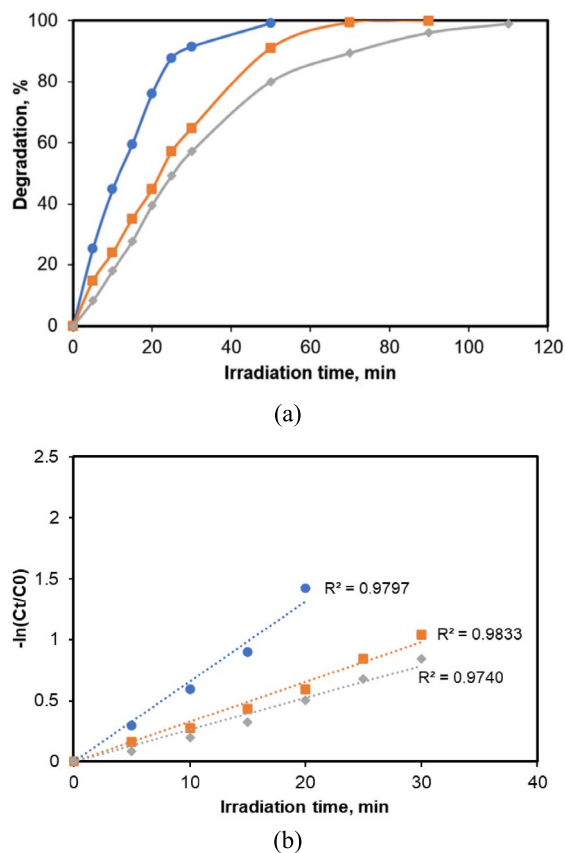 100
80
60
40
20
0
Degradation, %
0 20 40 60 80 100 120
Irradiation time, min
(a)
2.5
2
1.5
1
0.5
0
-ln(Ct/C0)
R² = 0.9797
R² = 0.9833
R² = 0.9740
0 10 20 30 40
Irradiation time, min
(b)